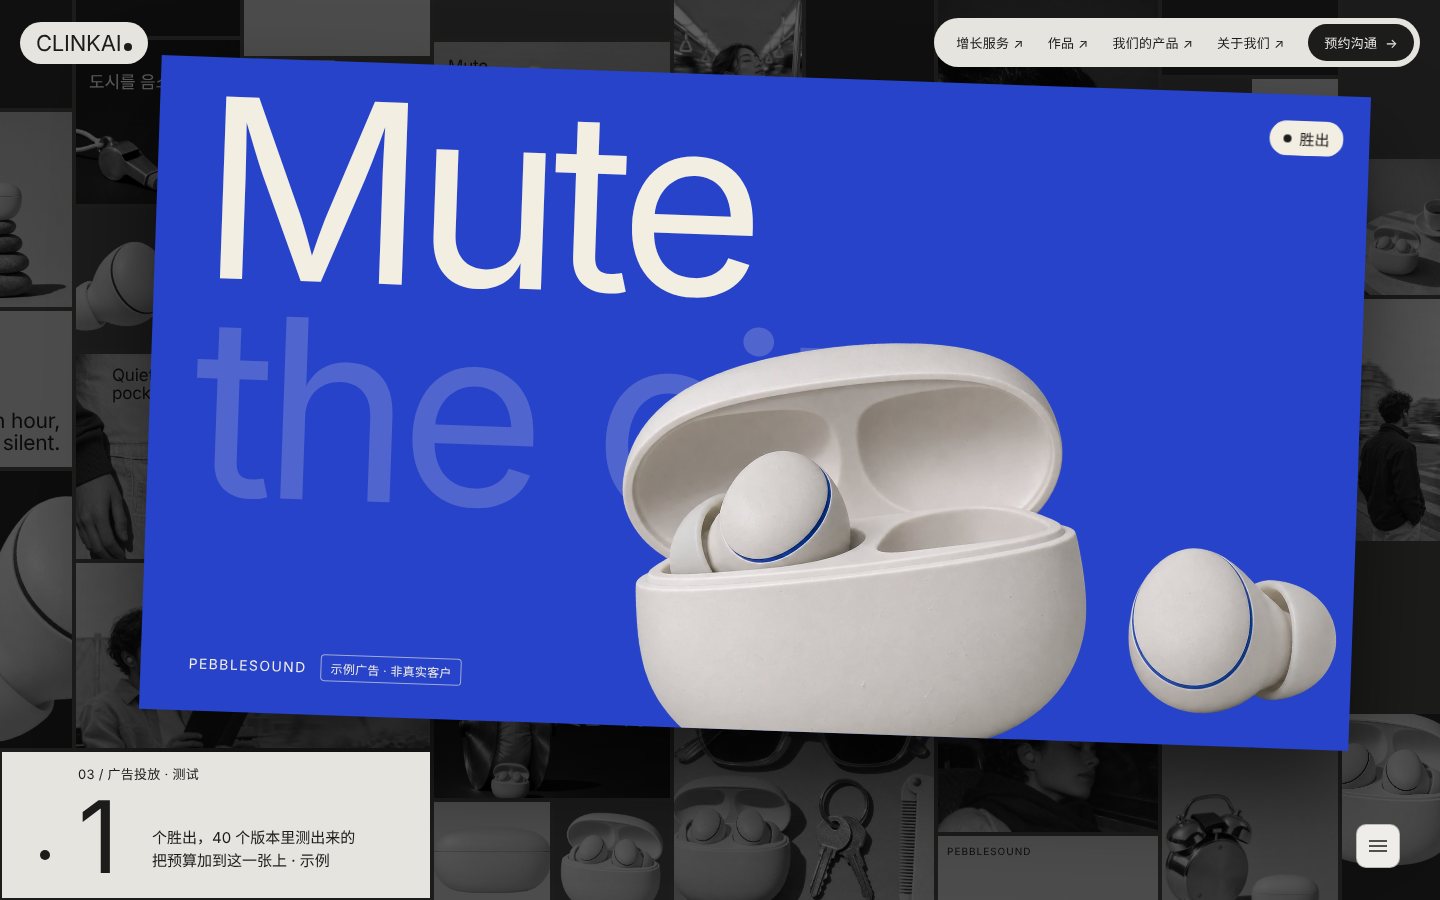 CLINKAI.
增长服务 ↗ 作品 ↗ 我们的产品 ↗ 关于我们 ↗ 预约沟通 →
도시를
Mute
Mute
胜出
the
Quiet
hour,
silent.
PEBBLESOUND 示例广告 · 非真实客户
03 / 广告投放 · 测试
1
个胜出，40 个版本里测出来的
把预算加到这一张上 · 示例
PEBBLESOUND